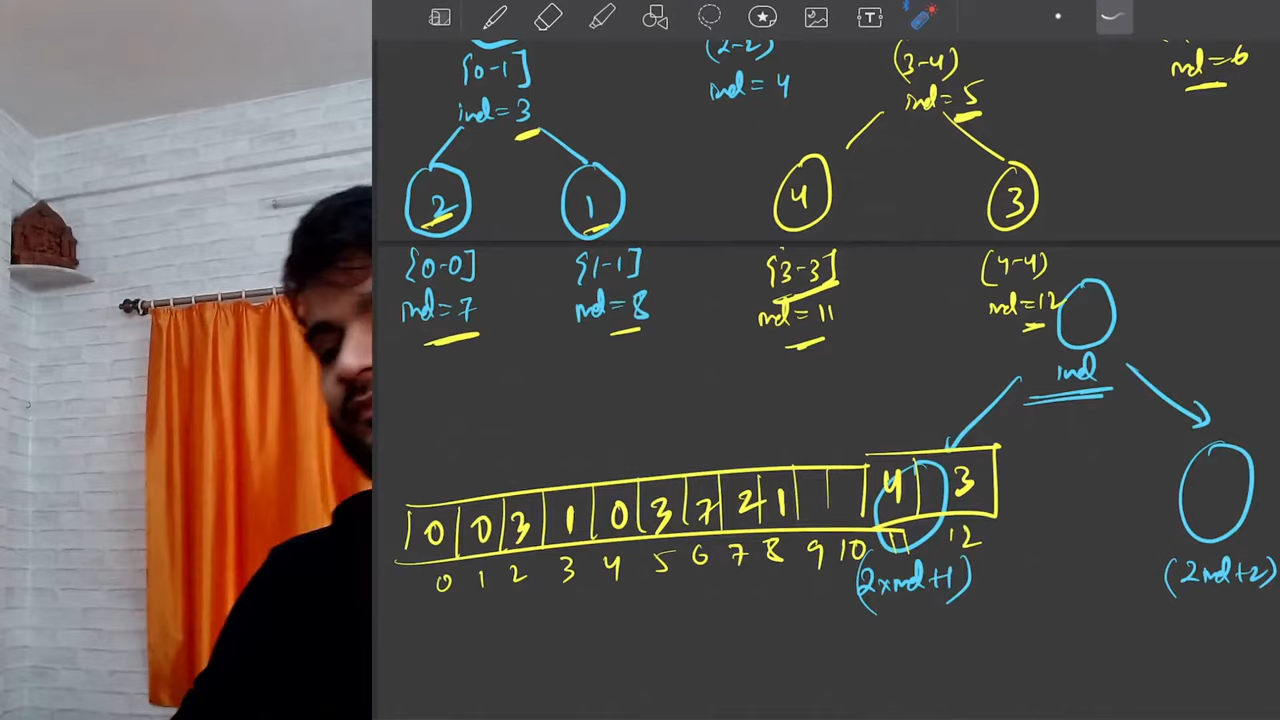 (2-2)
[0-1]
(3-4)
ind=6
ind=3
ind=4
ind=5
2
1
4
3
[0-0]
[1-1]
[3-3]
(4-4)
ind=7
ind=8
ind=11
ind=12
ind
0 0 3 1 0 3 7 2 1 4 3
0 1 2 3 4 5 6 7 8 9 10 11 12
(2×ind+1)
(2ind+2)
T